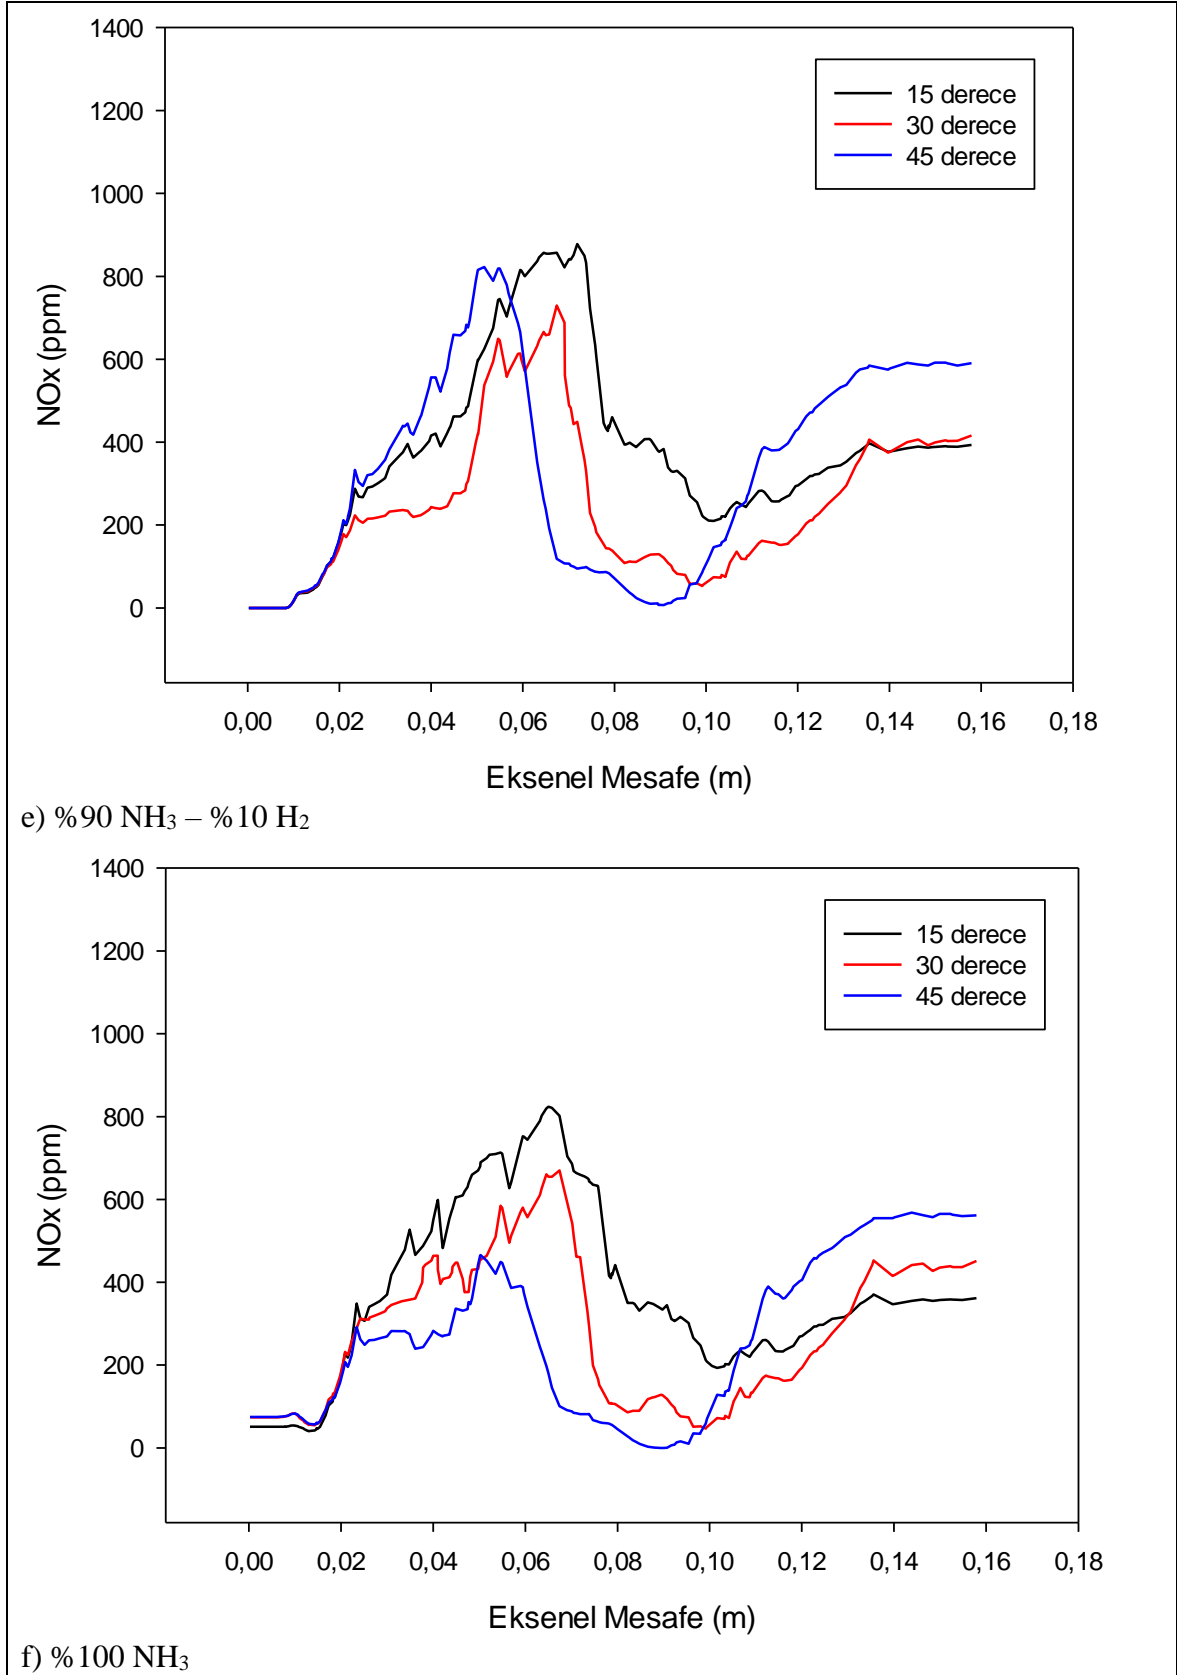 1400
1200
1000
800
600
400
200
0
NOx (ppm)
15 derece
30 derece
45 derece
0,00 0,02 0,04 0,06 0,08 0,10 0,12 0,14 0,16 0,18
Eksenel Mesafe (m)
e) %90 NH₃ – %10 H₂
1400
1200
1000
800
600
400
200
0
NOx (ppm)
15 derece
30 derece
45 derece
0,00 0,02 0,04 0,06 0,08 0,10 0,12 0,14 0,16 0,18
Eksenel Mesafe (m)
f) %100 NH₃